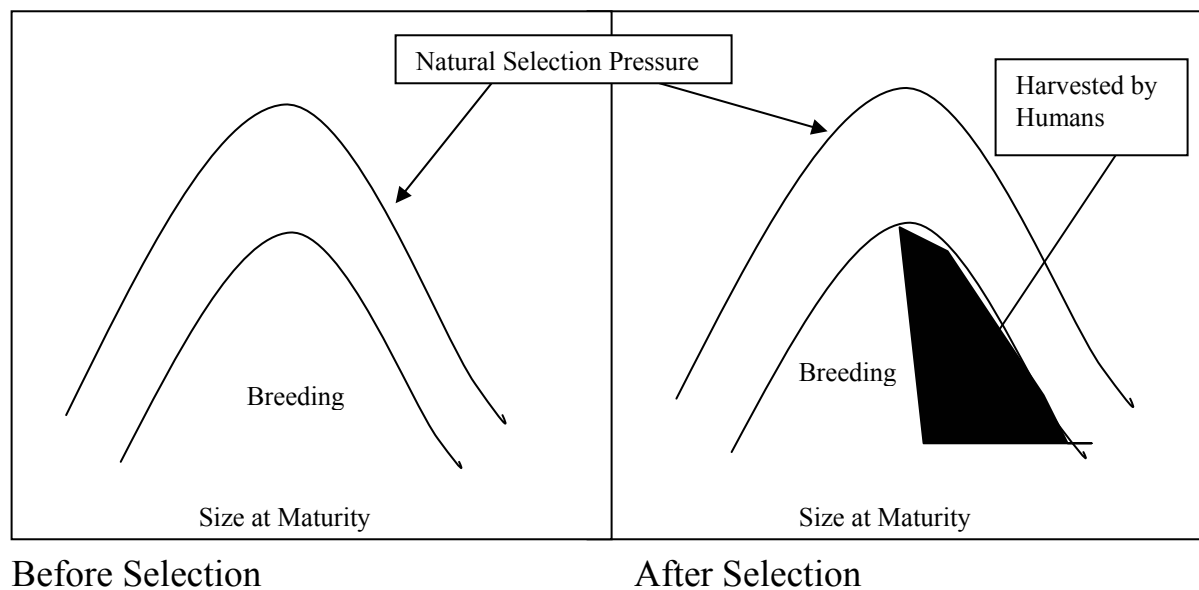 Natural Selection Pressure
Harvested by
Humans
Breeding
Breeding
Size at Maturity
Size at Maturity
Before Selection
After Selection